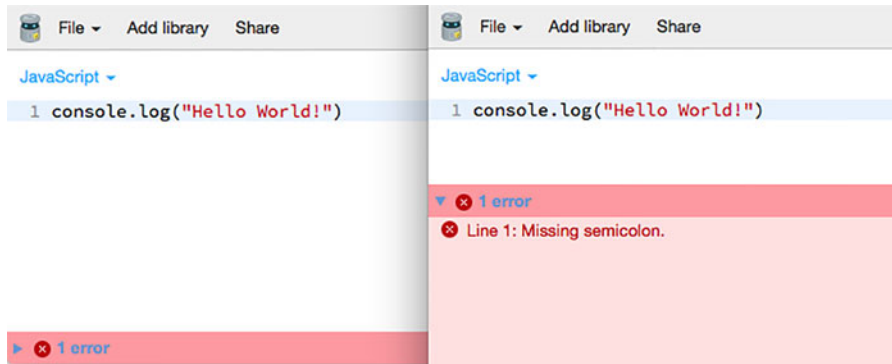 File Add library Share
JavaScript
1 console.log("Hello World!")
1 error
File Add library Share
JavaScript
1 console.log("Hello World!")
1 error
Line 1: Missing semicolon.